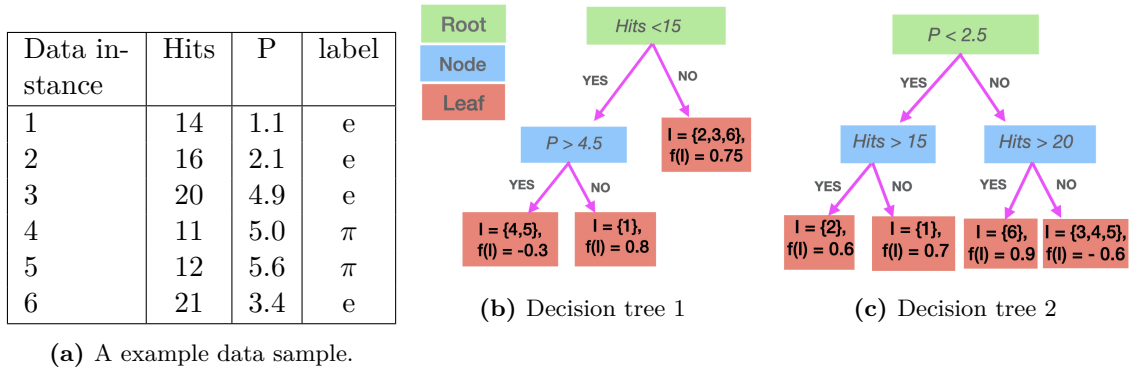 Data in-
stance
Hits
P
label
1 14 1.1 e
2 16 2.1 e
3 20 4.9 e
4 11 5.0 π
5 12 5.6 π
6 21 3.4 e
(a) A example data sample.
Root
Node
Leaf
Hits <15
YES
NO
P > 4.5
I = {2,3,6},
f(I) = 0.75
YES
NO
I = {4,5},
f(I) = -0.3
I = {1},
f(I) = 0.8
(b) Decision tree 1
P < 2.5
YES
NO
Hits > 15
Hits > 20
YES
NO
YES
NO
I = {2},
f(I) = 0.6
I = {1},
f(I) = 0.7
I = {6},
f(I) = 0.9
I = {3,4,5},
f(I) = - 0.6
(c) Decision tree 2